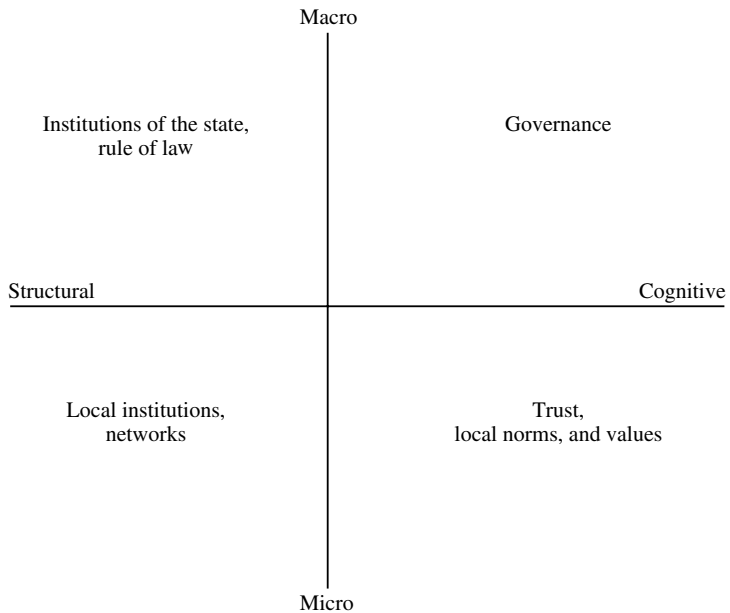 Macro
Institutions of the state,
rule of law
Governance
Structural
Cognitive
Local institutions,
networks
Trust,
local norms, and values
Micro